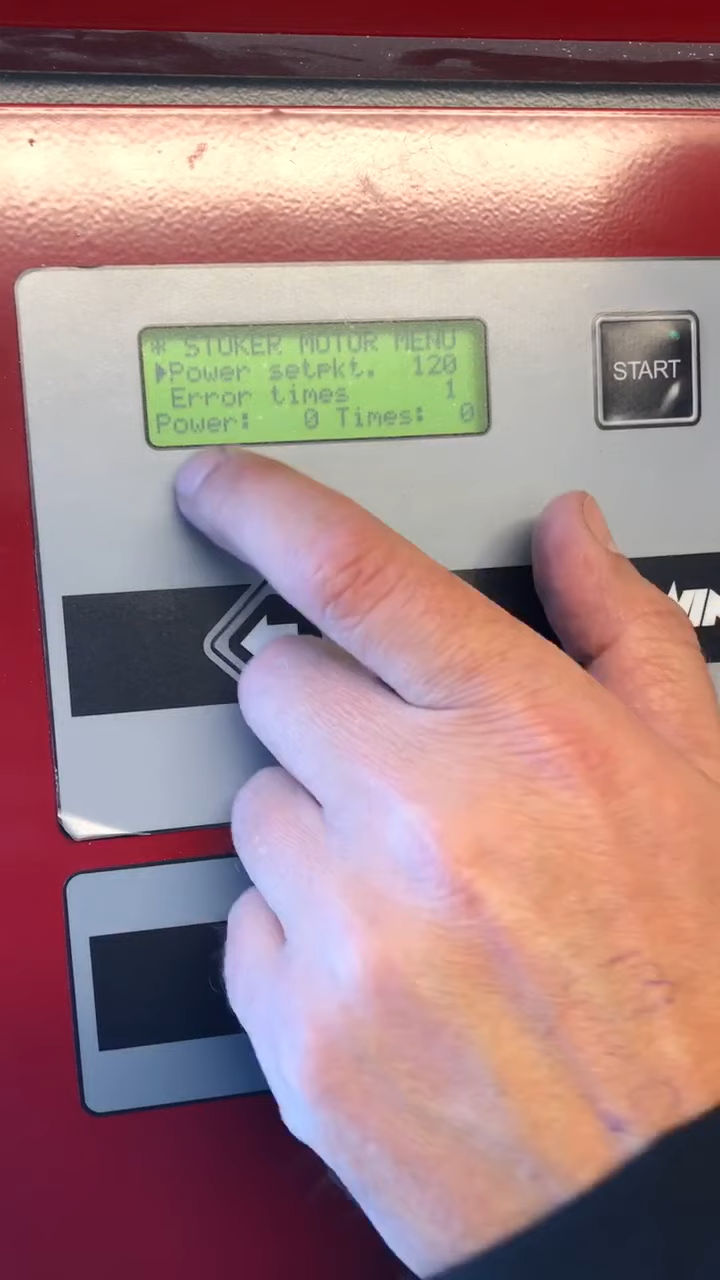 * STOKER MOTOR MENU
▶Power setpkt. 120
Error times 1
Power: 0 Times: 0
START